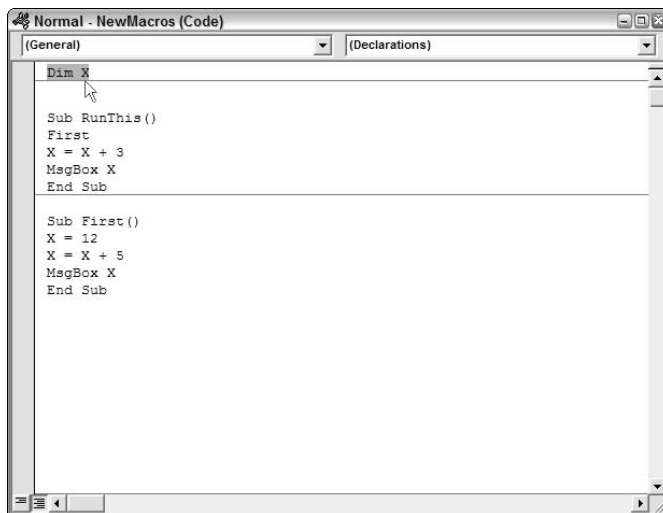 Normal - NewMacros (Code)
(General) (Declarations)
Dim X
Sub RunThis()
First
X = X + 3
MsgBox X
End Sub
Sub First()
X = 12
X = X + 5
MsgBox X
End Sub